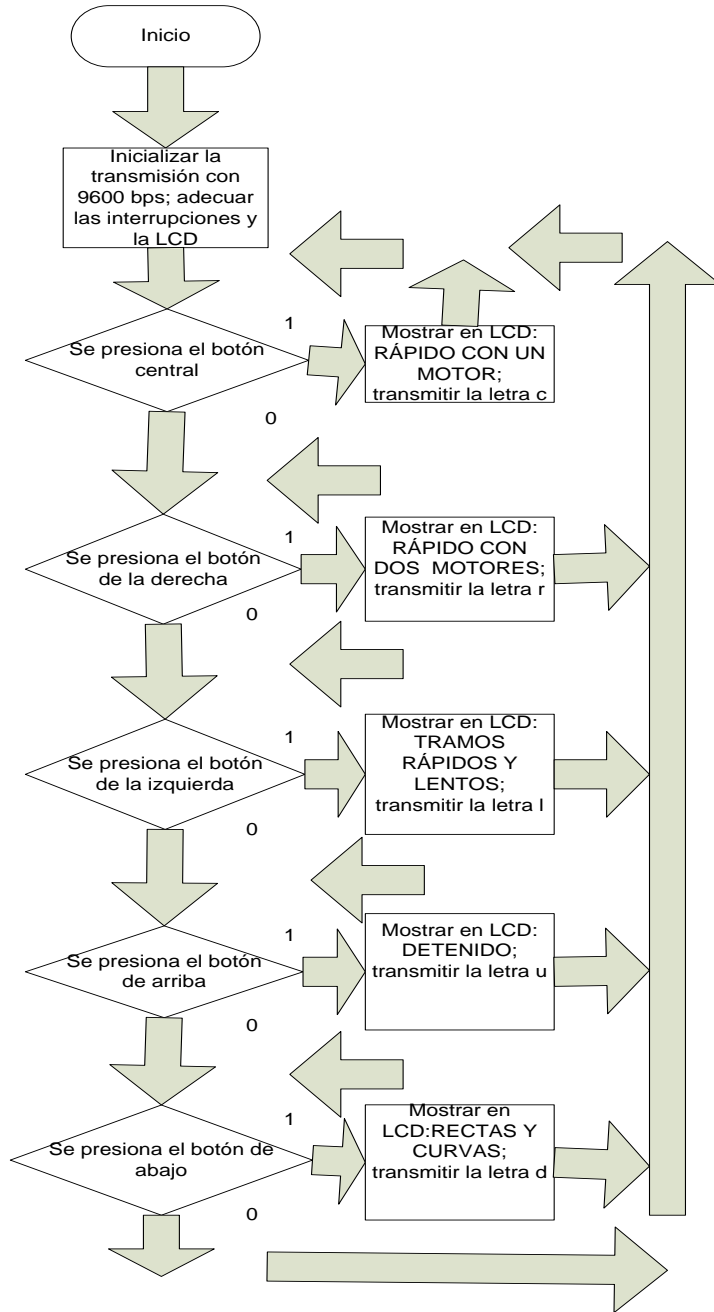 Inicio
Inicializar la
transmisión con
9600 bps; adecuar
las interrupciones y
la LCD
1
Se presiona el botón
central
0
Mostrar en LCD:
RÁPIDO CON UN
MOTOR;
transmitir la letra c
1
Se presiona el botón
de la derecha
0
Mostrar en LCD:
RÁPIDO CON
DOS MOTORES;
transmitir la letra r
1
Se presiona el botón
de la izquierda
0
Mostrar en LCD:
TRAMOS
RÁPIDOS Y
LENTOS;
transmitir la letra l
1
Se presiona el botón
de arriba
0
Mostrar en LCD:
DETENIDO;
transmitir la letra u
1
Se presiona el botón de
abajo
0
Mostrar en
LCD:RECTAS Y
CURVAS;
transmitir la letra d